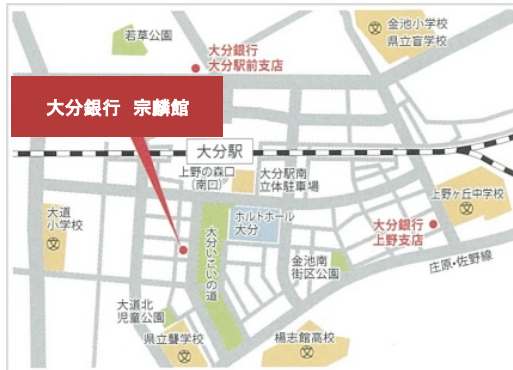 若草公園
金池小学校
県立盲学校
大分銀行
大分駅前支店
大分銀行 宗麟館
大分駅
上野の森口
(南口)
大分駅南
立体駐車場
上野ヶ丘中学校
大道
小学校
ホルトホール
大分
大分いこいの道
大分銀行
上野支店
金池南
街区公園
庄原・佐野線
大道北
児童公園
県立聾学校
楊志館高校